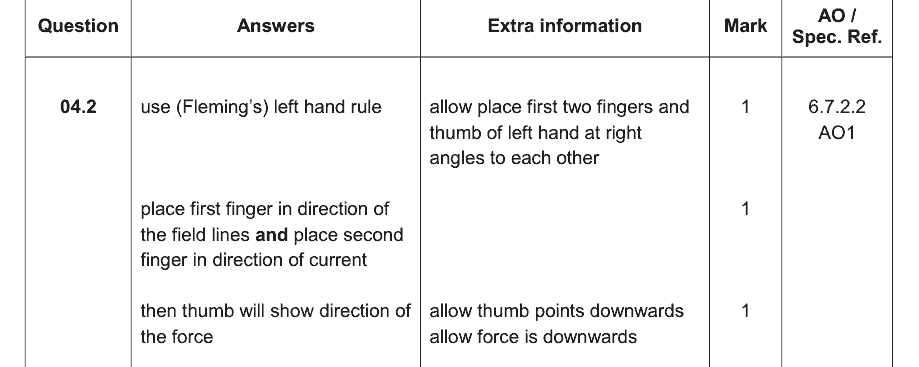 Question Answers Extra information Mark AO /
Spec. Ref.
04.2 use (Fleming's) left hand rule allow place first two fingers and 1 6.7.2.2
thumb of left hand at right AO1
angles to each other
place first finger in direction of 1
the field lines and place second
finger in direction of current
then thumb will show direction of allow thumb points downwards 1
the force allow force is downwards